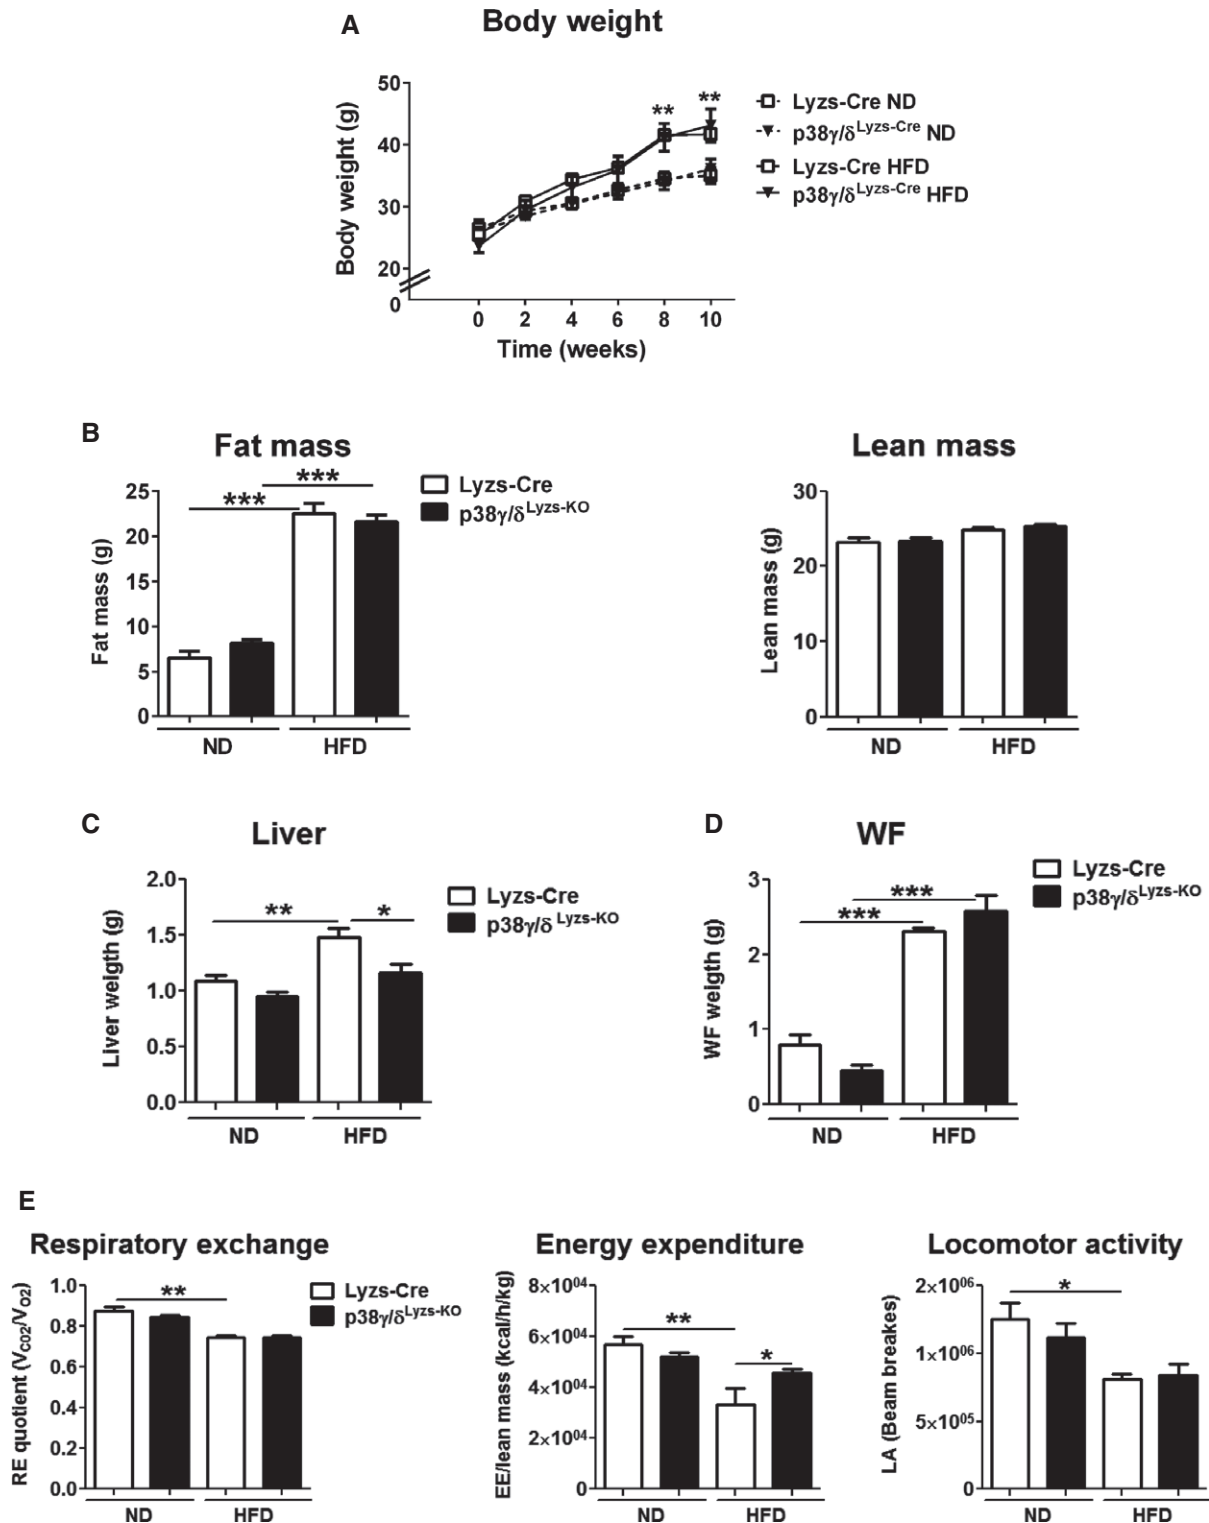 A
Body weight
Body weight (g)
50
40
30
20
0
** **
0 2 4 6 8 10
Time (weeks)
Lyzs-Cre ND
p38γ/δLyzs-Cre ND
Lyzs-Cre HFD
p38γ/δLyzs-Cre HFD
B
Fat mass
Fat mass (g)
25
20
15
10
5
0
***
***
ND HFD
Lyzs-Cre
p38γ/δLyzs-KO
Lean mass
Lean mass (g)
30
20
10
0
ND HFD
C
Liver
Liver weigth (g)
2.0
1.5
1.0
0.5
0.0
** *
ND HFD
Lyzs-Cre
p38γ/δ Lyzs-KO
D
WF
WF weigth (g)
3
2
1
0
***
***
ND HFD
Lyzs-Cre
p38γ/δLyzs-KO
E
Respiratory exchange
RE quotient (VCO2/VO2)
1.0
0.8
0.6
0.4
0.2
0.0
**
ND HFD
Lyzs-Cre
p38γ/δLyzs-KO
Energy expenditure
EE/lean mass (kcal/h/kg)
8×10⁰⁴
6×10⁰⁴
4×10⁰⁴
2×10⁰⁴
0
**
*
ND HFD
Locomotor activity
LA (Beam breakes)
2×10⁰⁶
1×10⁰⁶
5×10⁰⁵
0
*
ND HFD